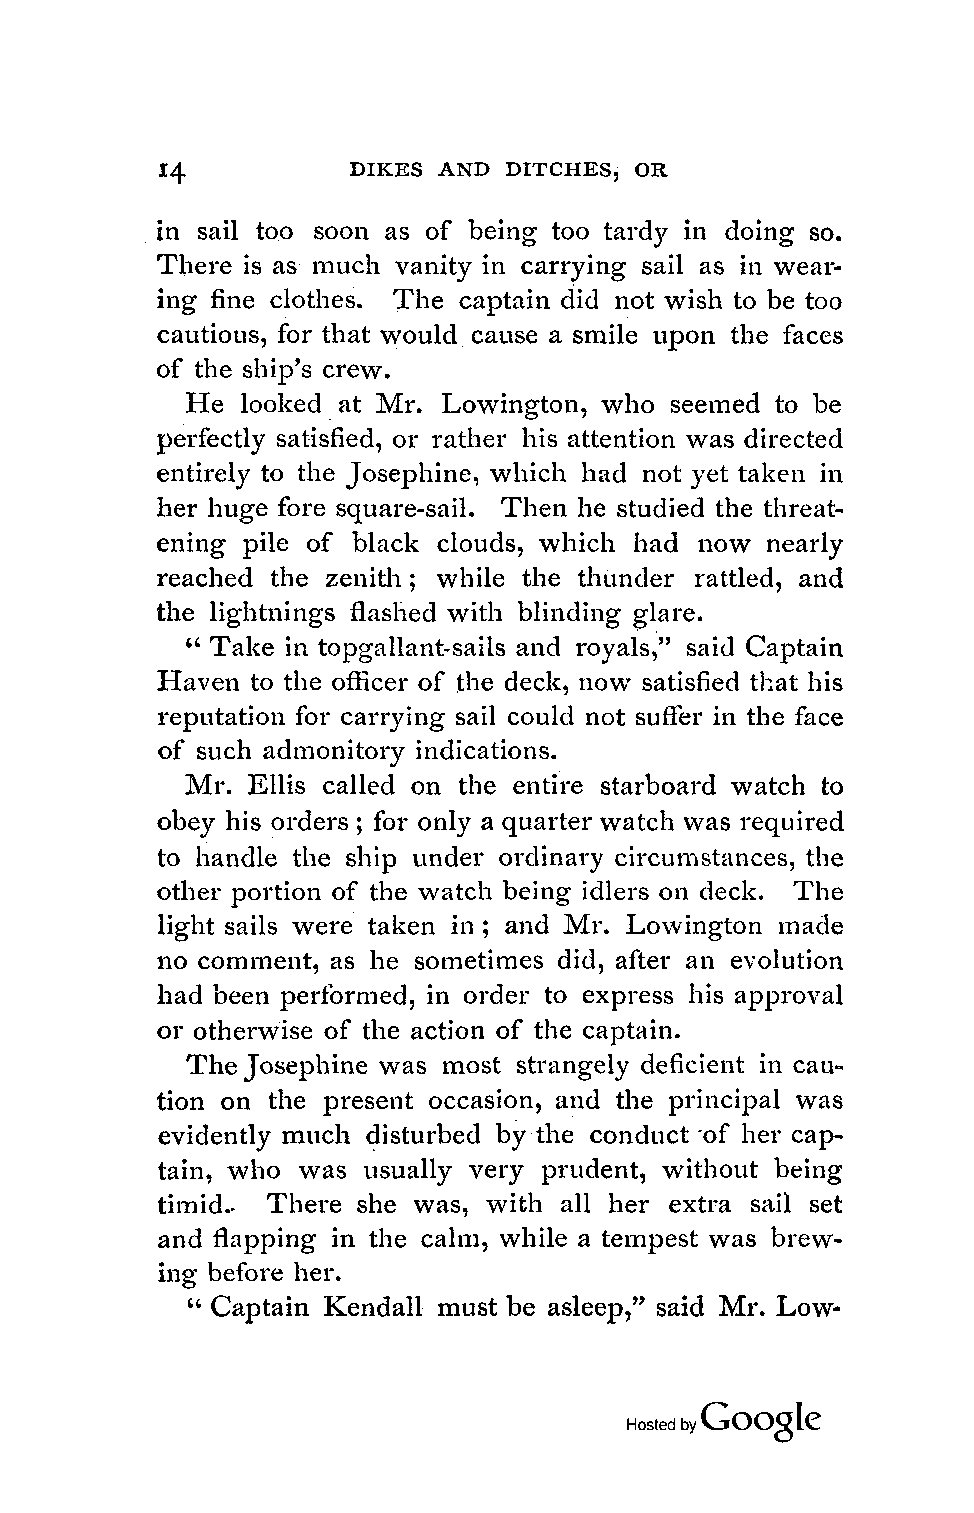 14 DIKES AND DITCHES, OR
in sail too soon as of being too tardy in doing so.
There is as much vanity in carrying sail as in wear-
ing fine clothes. The captain did not wish to be too
cautious, for that would cause a smile upon the faces
of the ship's crew.
He looked at Mr. Lowington, who seemed to be
perfectly satisfied, or rather his attention was directed
entirely to the Josephine, which had not yet taken in
her huge fore square-sail. Then he studied the threat-
ening pile of black clouds, which had now nearly
reached the zenith; while the thunder rattled, and
the lightnings flashed with blinding glare.
"Take in topgallant-sails and royals," said Captain
Haven to the officer of the deck, now satisfied that his
reputation for carrying sail could not suffer in the face
of such admonitory indications.
Mr. Ellis called on the entire starboard watch to
obey his orders; for only a quarter watch was required
to handle the ship under ordinary circumstances, the
other portion of the watch being idlers on deck. The
light sails were taken in; and Mr. Lowington made
no comment, as he sometimes did, after an evolution
had been performed, in order to express his approval
or otherwise of the action of the captain.
The Josephine was most strangely deficient in cau-
tion on the present occasion, and the principal was
evidently much disturbed by the conduct of her cap-
tain, who was usually very prudent, without being
timid. There she was, with all her extra sail set
and flapping in the calm, while a tempest was brew-
ing before her.
"Captain Kendall must be asleep," said Mr. Low-
Hosted by Google